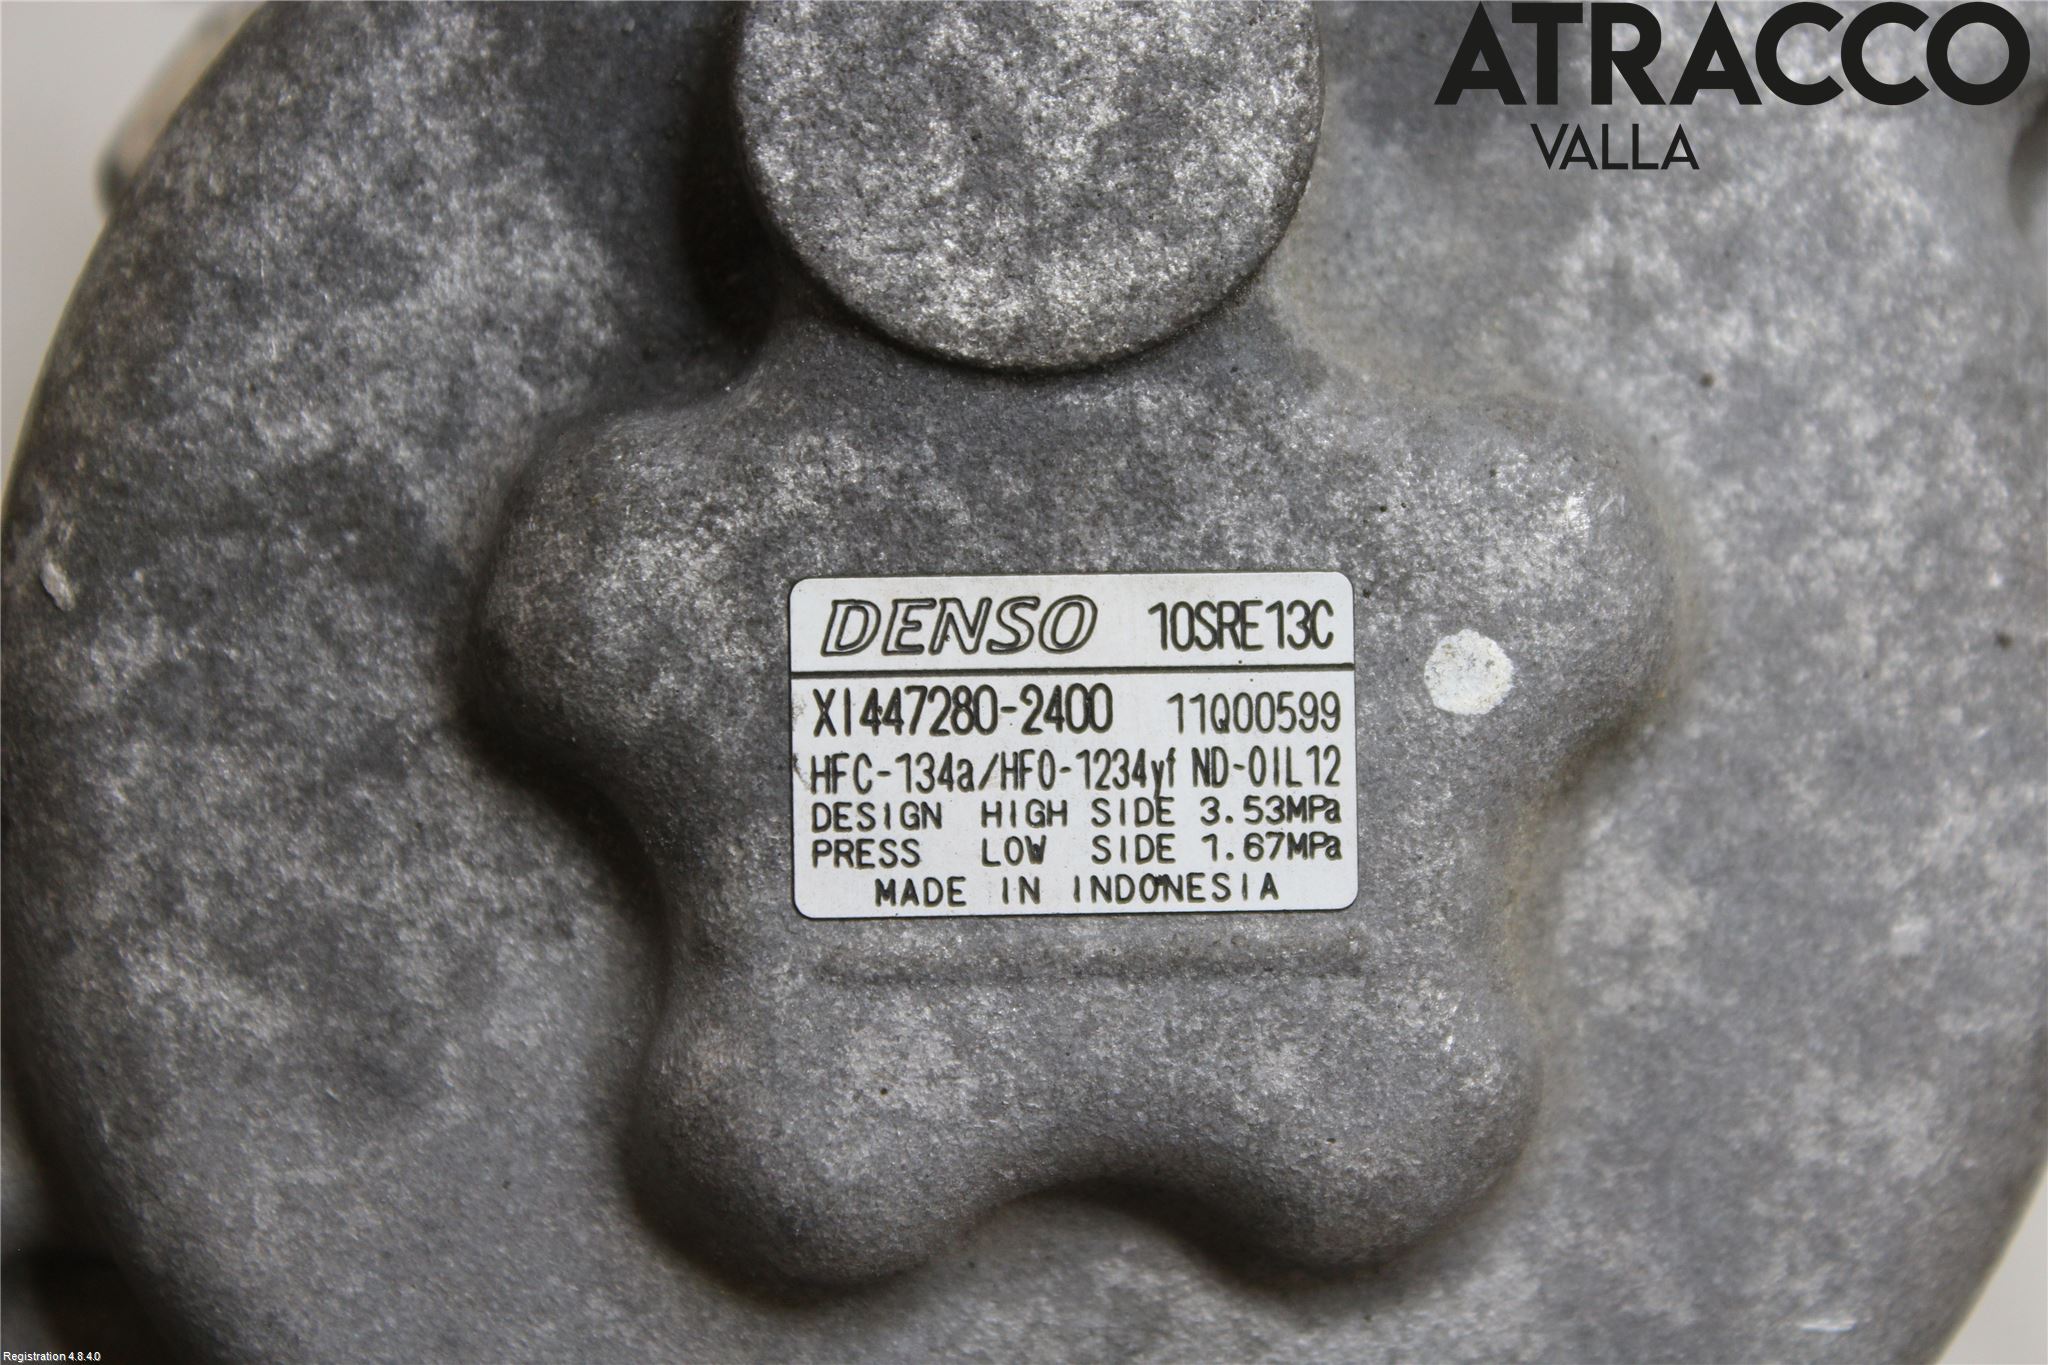 ATRACCO
VALLA
DENSO 10SRE13C
XI447280-2400 11Q00599
HFC-134a/HFO-1234yf ND-OIL12
DESIGN HIGH SIDE 3.53MPa
PRESS LOW SIDE 1.67MPa
MADE IN INDONESIA
Registration 4.8.4.0